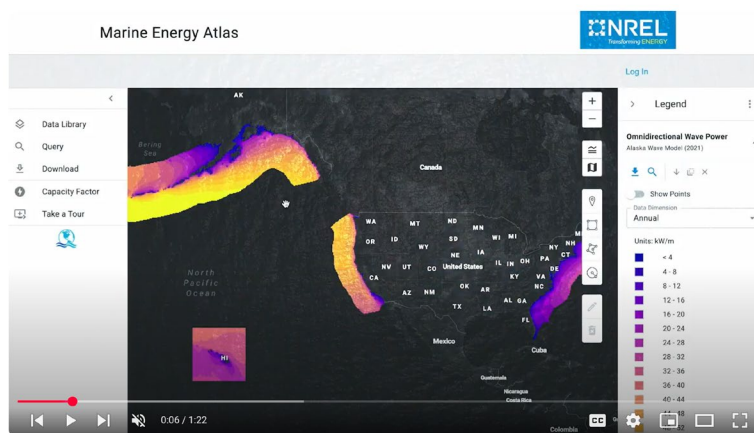 Marine Energy Atlas
NREL
Transforming ENERGY
Log In
Data Library
Query
Download
Capacity Factor
Take a Tour
AK
Bering
Sea
Canada
North
Pacific
Ocean
WA
MT
ND
MN
OR
ID
SD
WI
MI
WY
NE
IA
NY
NH
CT
NV
UT
CO
United States
IL
IN
OH
PA
DE
CA
KY
VA
AZ
NM
OK
AR
NC
TX
LA
AL
GA
FL
HI
Mexico
Cuba
Guatemala
Nicaragua
Costa Rica
Colombia
Legend
Omnidirectional Wave Power
Alaska Wave Model (2021)
Show Points
Data Dimension
Annual
Units: kW/m
< 4
4 - 8
8 - 12
12 - 16
16 - 20
20 - 24
24 - 28
28 - 32
32 - 36
36 - 40
40 - 44
0:06 / 1:22
CC